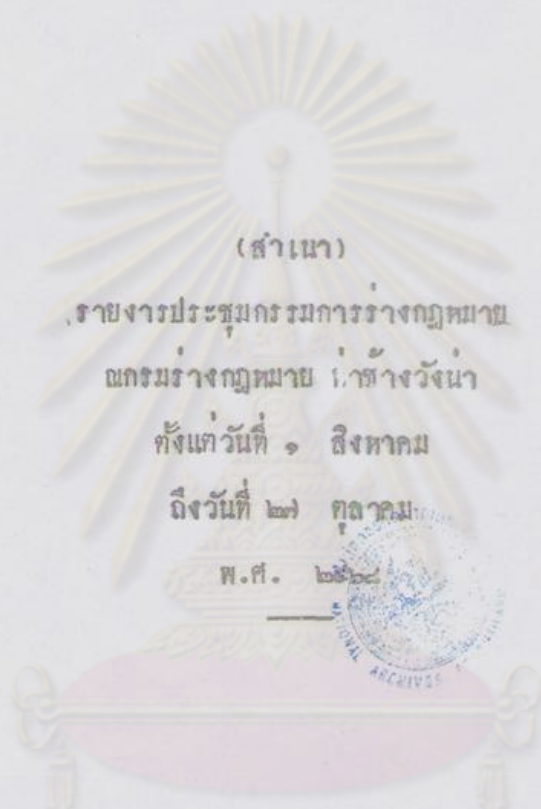 (สำเนา)
รายงารประชุมกรรมการร่างกฎหมาย
ณกรมร่างกฎหมาย ท่าช้างวังน่า
ตั้งแต่วันที่ ๑ สิงหาคม
ถึงวันที่ ๒๗ ตุลาคม
พ.ศ. ๒๔๖๘
NATIONAL